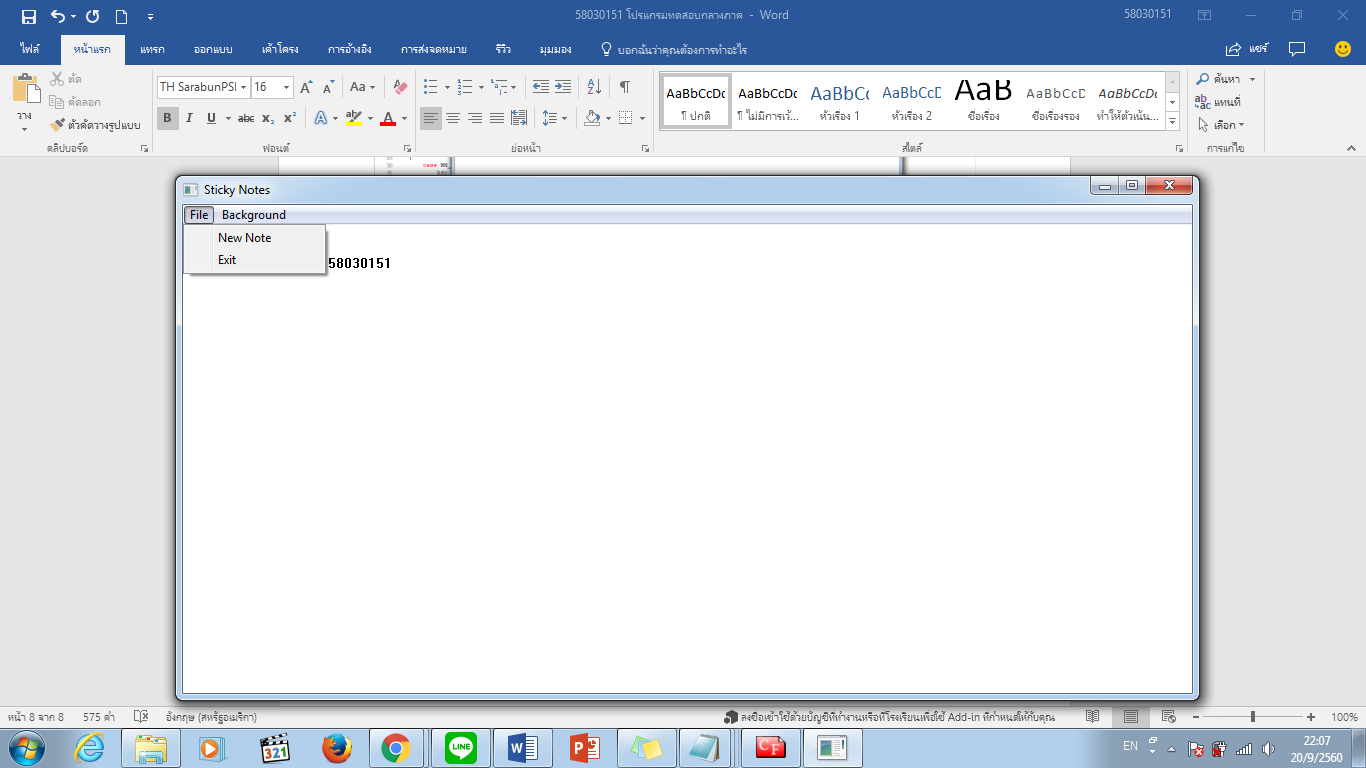 58030151 โปรแกรมทดสอบกลางภาค - Word
58030151
ไฟล์ หน้าแรก แทรก ออกแบบ เค้าโครง การอ้างอิง การส่งจดหมาย รีวิว มุมมอง บอกฉันว่าคุณต้องการทำอะไร แชร์
วาง
ตัด
คัดลอก
ตัวคัดวางรูปแบบ
คลิปบอร์ด
TH SarabunPSI 16
B I U abc x₂ x²
ฟอนต์
ย่อหน้า
AaBbCcDc AaBbCcDc AaBbCc AaBbCcD AaB AaBbCcD AaBbCcDc
¶ ปกติ ¶ ไม่มีการเว้... หัวเรื่อง 1 หัวเรื่อง 2 ชื่อเรื่อง ชื่อเรื่องรอง ทำให้ตัวเน้น...
สไตล์
ค้นหา
แทนที่
เลือก
การแก้ไข
Sticky Notes
File Background
New Note
Exit
58030151
หน้า 8 จาก 8 575 คำ อังกฤษ (สหรัฐอเมริกา) ลงชื่อเข้าใช้ด้วยบัญชีที่ทำงานหรือที่โรงเรียนเพื่อใช้ Add-in ที่กำหนดให้กับคุณ 100%
EN
22:07
20/9/2560